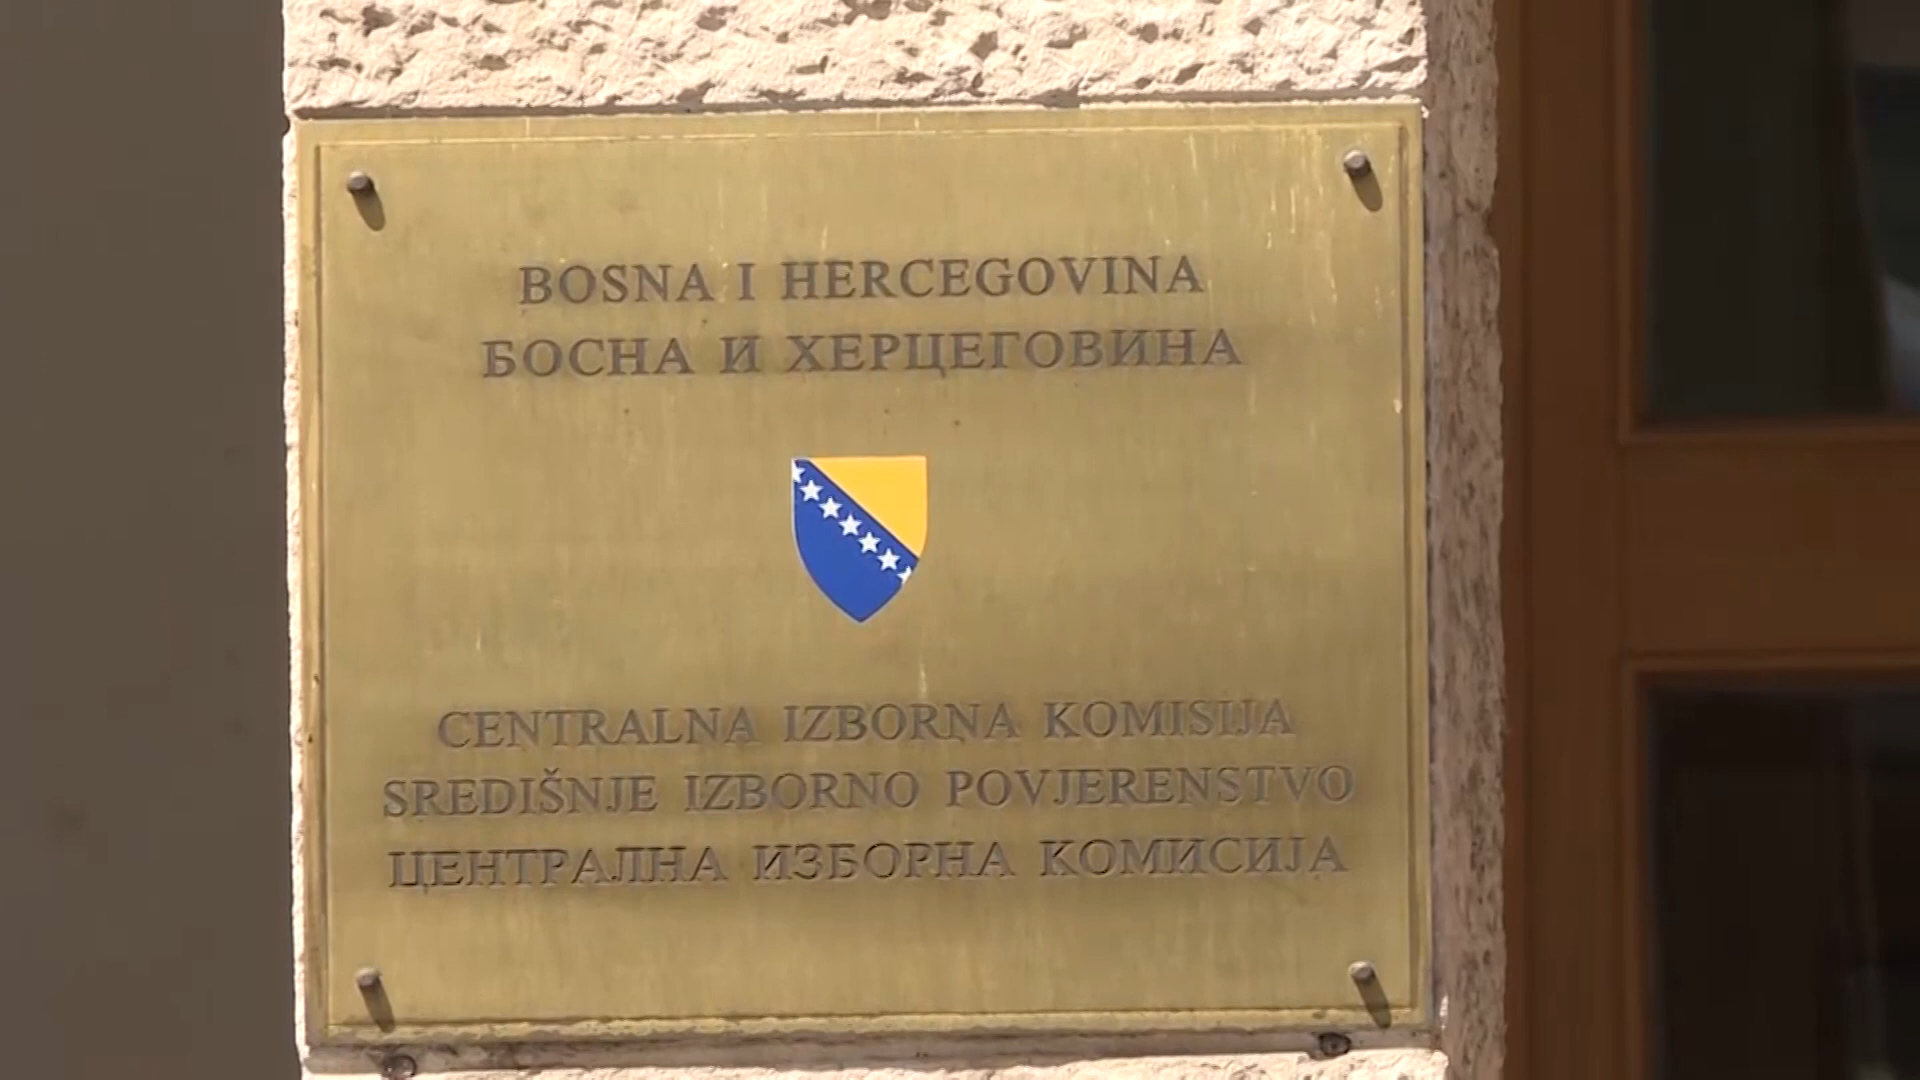 BOSNA I HERCEGOVINA
БОСНА И ХЕРЦЕГОВИНА
CENTRALNA IZBORNA KOMISIJA
SREDIŠNJE IZBORNO POVJERENSTVO
ЦЕНТРАЛНА ИЗБОРНА КОМИСИЈА